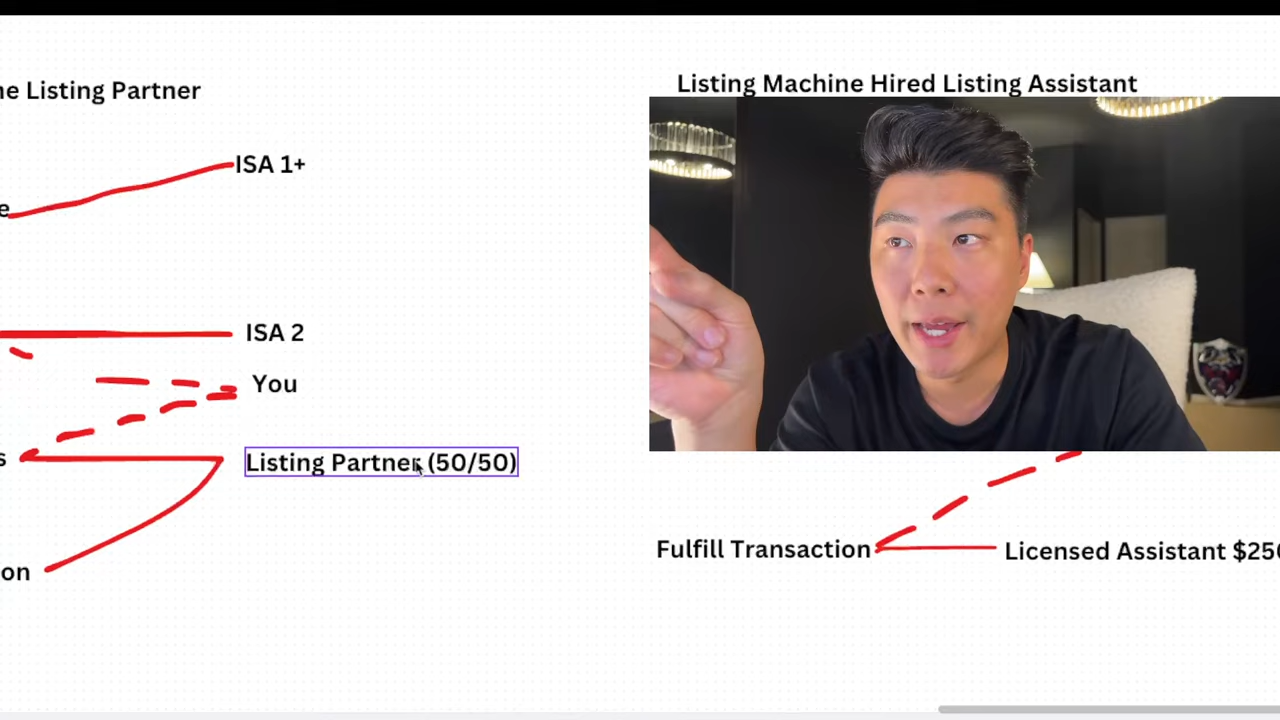 ne Listing Partner
ISA 1+
e
ISA 2
You
s
Listing Partner (50/50)
on
Listing Machine Hired Listing Assistant
Fulfill Transaction
Licensed Assistant $250